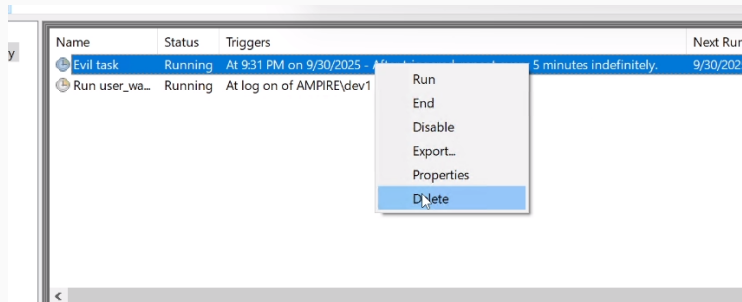 y
Name Status Triggers Next Run
Evil task Running At 9:31 PM on 9/30/2025 - 5 minutes indefinitely. 9/30/202
Run user_wa... Running At log on of AMPIRE\dev1
Run
End
Disable
Export...
Properties
Delete